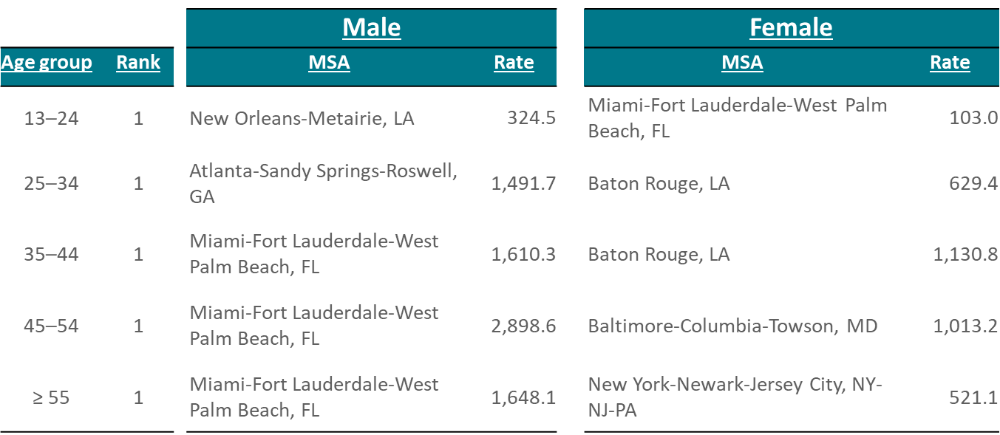 Male Female
Age group Rank MSA Rate MSA Rate
13–24 1 New Orleans-Metairie, LA 324.5 Miami-Fort Lauderdale-West Palm
Beach, FL 103.0
25–34 1 Atlanta-Sandy Springs-Roswell,
GA 1,491.7 Baton Rouge, LA 629.4
35–44 1 Miami-Fort Lauderdale-West
Palm Beach, FL 1,610.3 Baton Rouge, LA 1,130.8
45–54 1 Miami-Fort Lauderdale-West
Palm Beach, FL 2,898.6 Baltimore-Columbia-Towson, MD 1,013.2
≥ 55 1 Miami-Fort Lauderdale-West
Palm Beach, FL 1,648.1 New York-Newark-Jersey City, NY-
NJ-PA 521.1